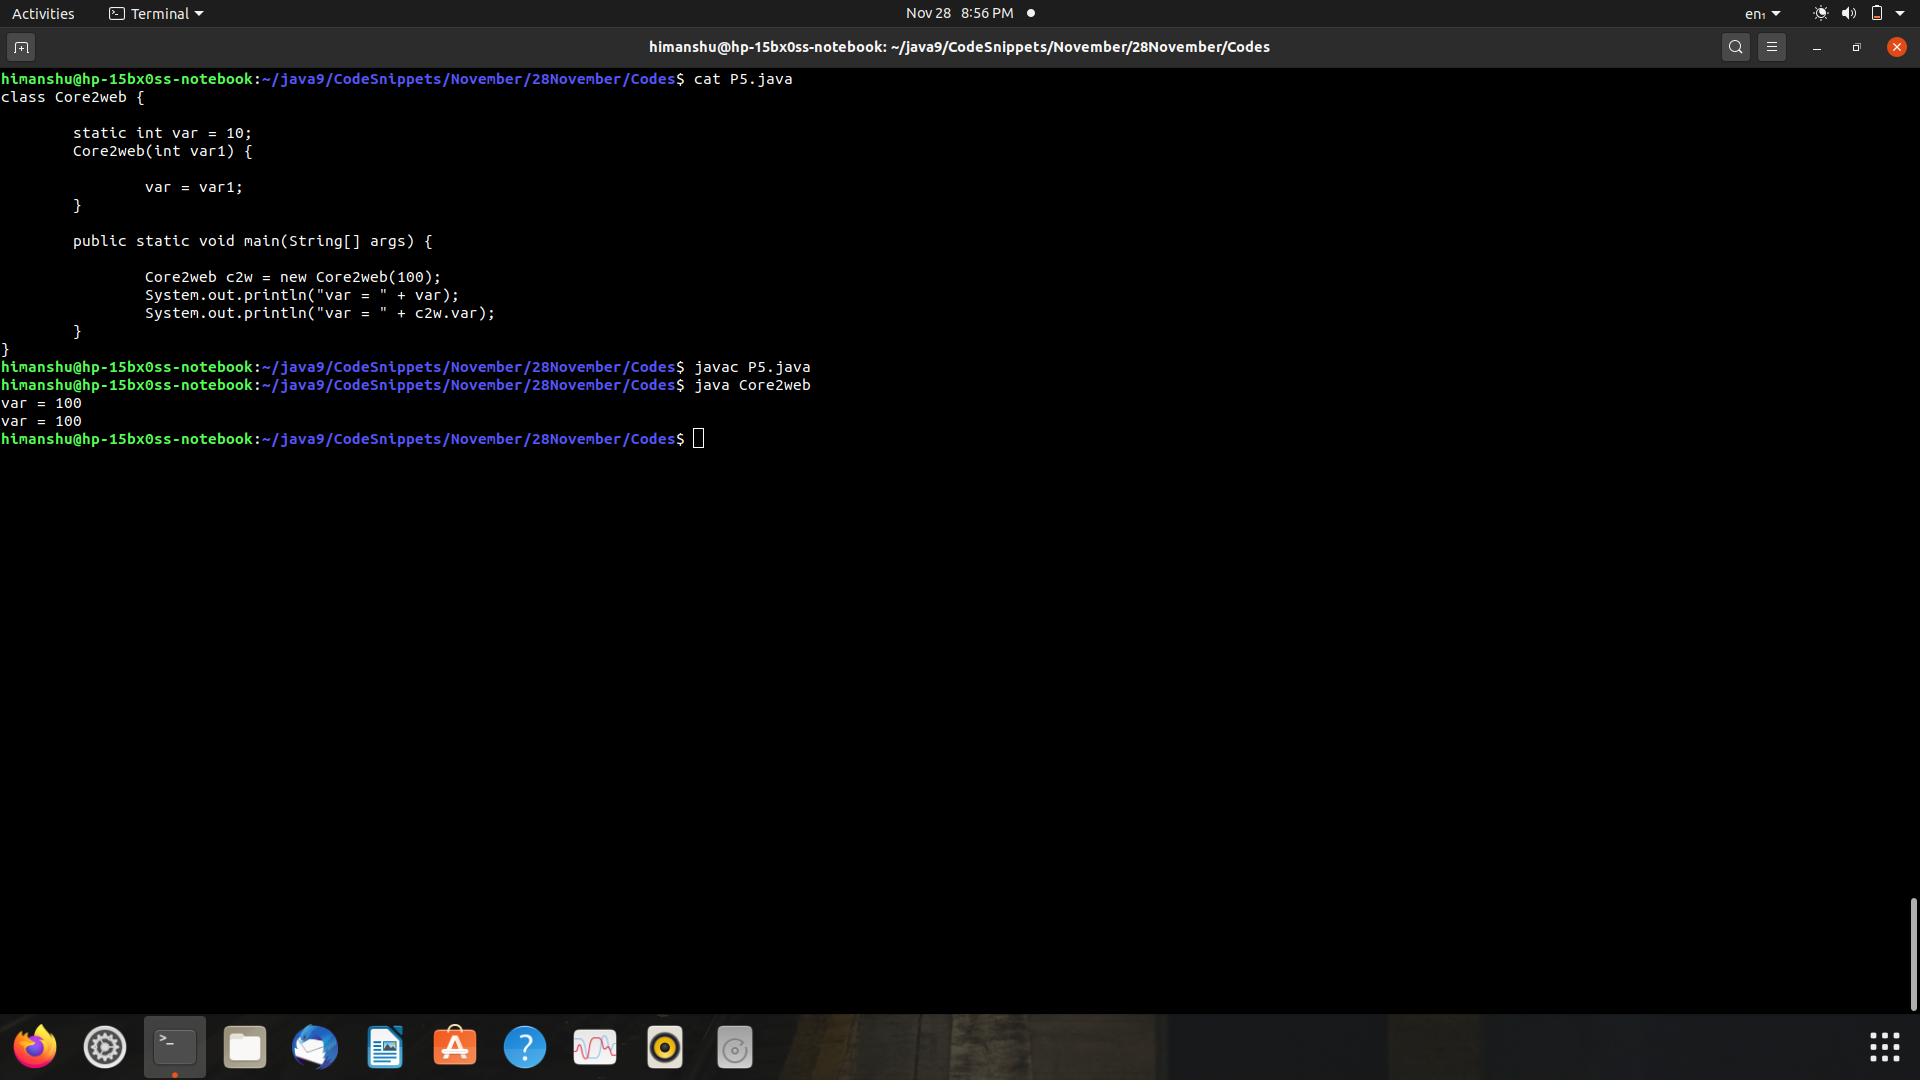 Activities Terminal Nov 28 8:56 PM en₁
himanshu@hp-15bx0ss-notebook: ~/java9/CodeSnippets/November/28November/Codes
himanshu@hp-15bx0ss-notebook:~/java9/CodeSnippets/November/28November/Codes$ cat P5.java
class Core2web {
static int var = 10;
Core2web(int var1) {
var = var1;
}
public static void main(String[] args) {
Core2web c2w = new Core2web(100);
System.out.println("var = " + var);
System.out.println("var = " + c2w.var);
}
}
himanshu@hp-15bx0ss-notebook:~/java9/CodeSnippets/November/28November/Codes$ javac P5.java
himanshu@hp-15bx0ss-notebook:~/java9/CodeSnippets/November/28November/Codes$ java Core2web
var = 100
var = 100
himanshu@hp-15bx0ss-notebook:~/java9/CodeSnippets/November/28November/Codes$